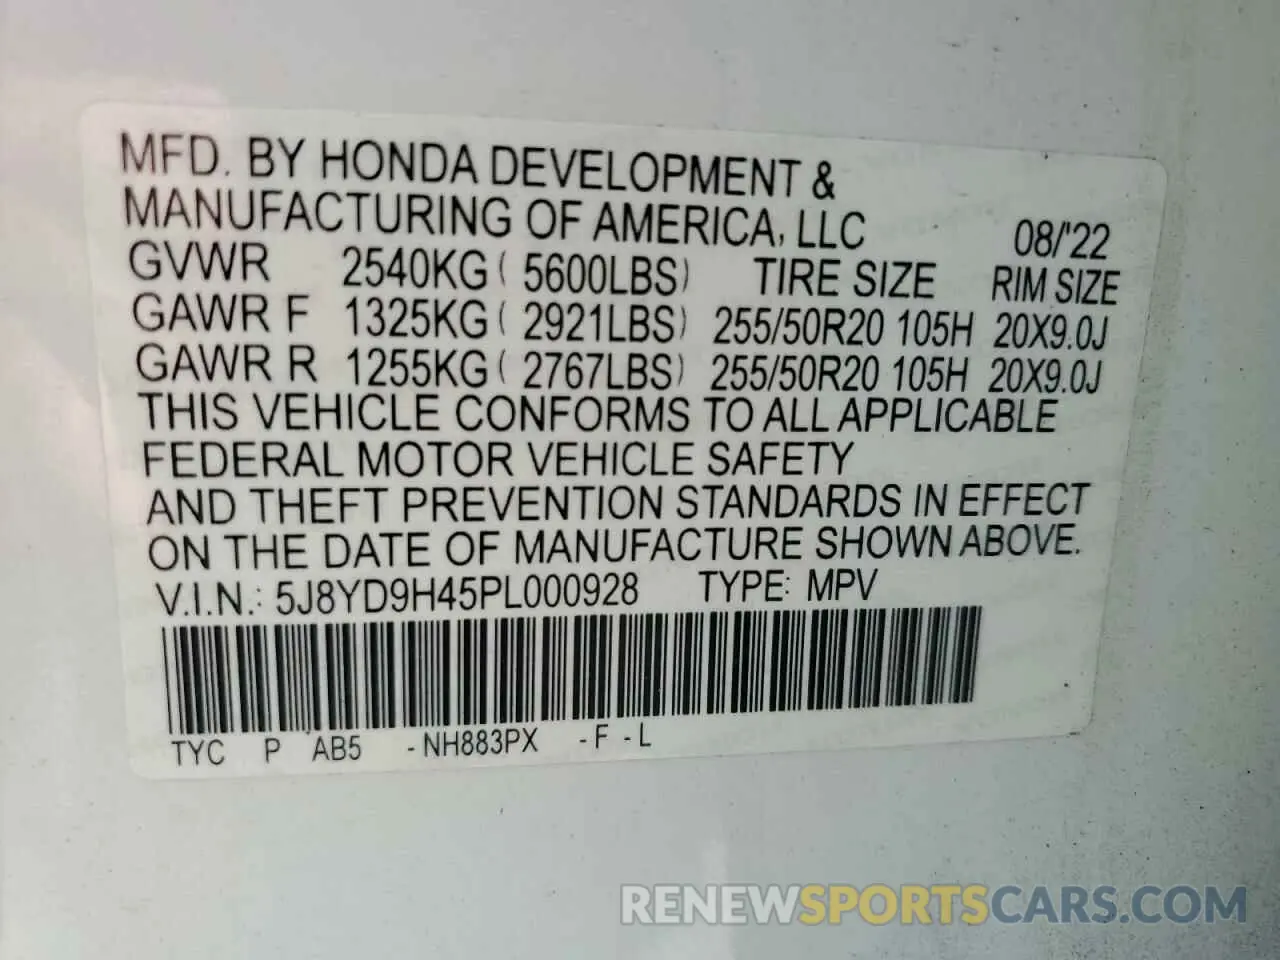 MFD. BY HONDA DEVELOPMENT &
MANUFACTURING OF AMERICA, LLC 08/'22
GVWR 2540KG ( 5600LBS) TIRE SIZE RIM SIZE
GAWR F 1325KG ( 2921LBS) 255/50R20 105H 20X9.0J
GAWR R 1255KG ( 2767LBS) 255/50R20 105H 20X9.0J
THIS VEHICLE CONFORMS TO ALL APPLICABLE
FEDERAL MOTOR VEHICLE SAFETY
AND THEFT PREVENTION STANDARDS IN EFFECT
ON THE DATE OF MANUFACTURE SHOWN ABOVE.
V.I.N.: 5J8YD9H45PL000928 TYPE: MPV
TYC P AB5 -NH883PX -F -L
RENEWSPORTSCARS.COM